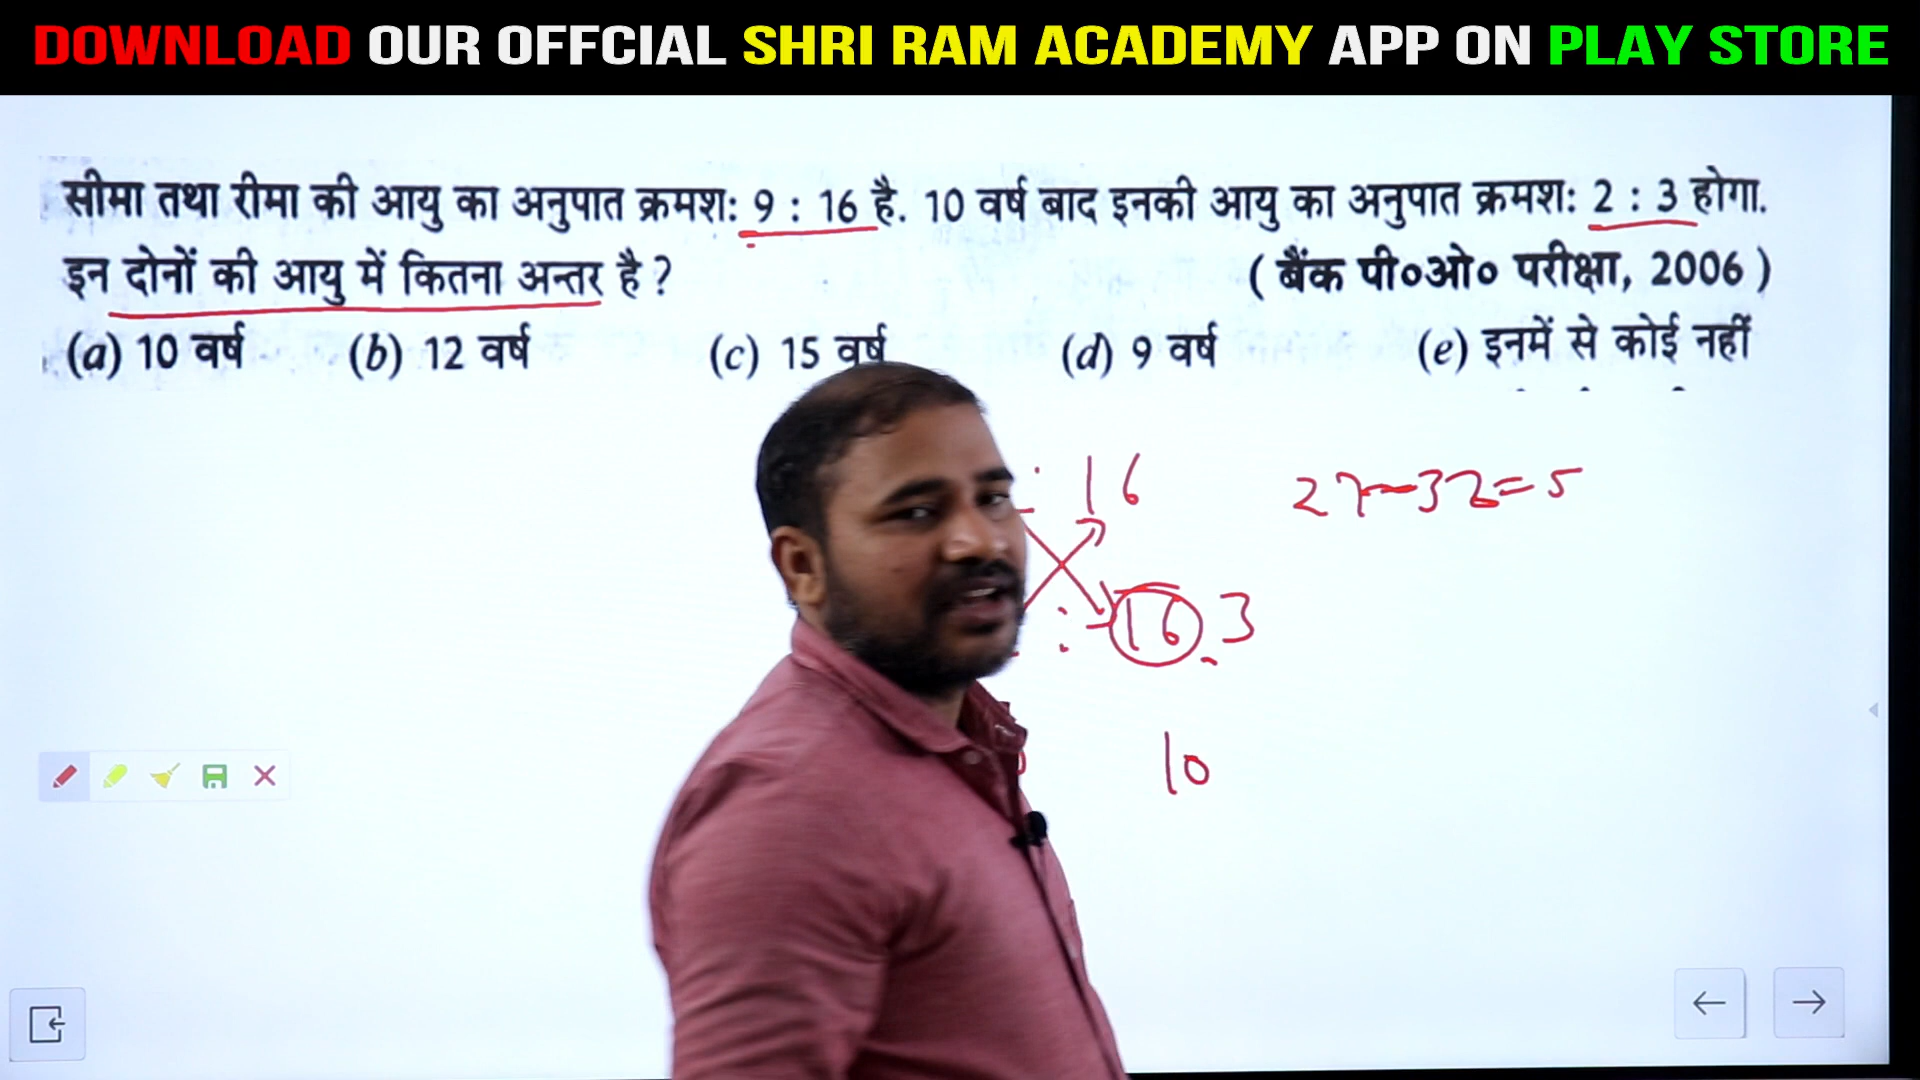 DOWNLOAD OUR OFFCIAL SHRI RAM ACADEMY APP ON PLAY STORE
सीमा तथा रीमा की आयु का अनुपात क्रमश: 9 : 16 है. 10 वर्ष बाद इनकी आयु का अनुपात क्रमश: 2 : 3 होगा.
इन दोनों की आयु में कितना अन्तर है ?
( बैंक पी०ओ० परीक्षा, 2006 )
(a) 10 वर्ष (b) 12 वर्ष (c) 15 वर्ष (d) 9 वर्ष (e) इनमें से कोई नहीं
: 16
27-32=5
: 16 3
10